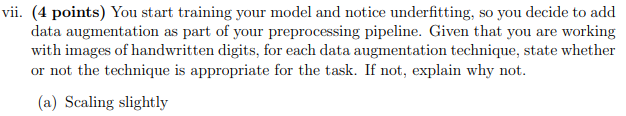 vii. (4 points) You start training your model and notice underfitting, so you decide to add
data augmentation as part of your preprocessing pipeline. Given that you are working
with images of handwritten digits, for each data augmentation technique, state whether
or not the technique is appropriate for the task. If not, explain why not.
(a) Scaling slightly